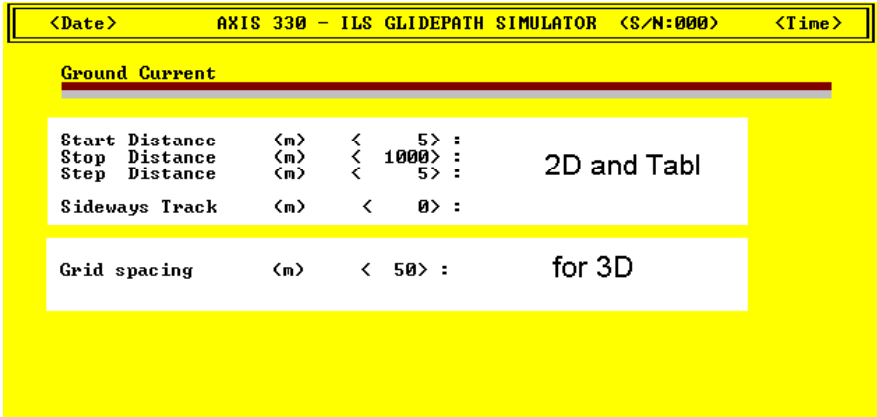 <Date> AXIS 330 - ILS GLIDEPATH SIMULATOR (S/N:000) <Time>
Ground Current
Start Distance (m) < 5> :
Stop Distance (m) < 1000> :
Step Distance (m) < 5> :
2D and Tabl
Sideways Track (m) < 0> :
Grid spacing (m) < 50> :
for 3D